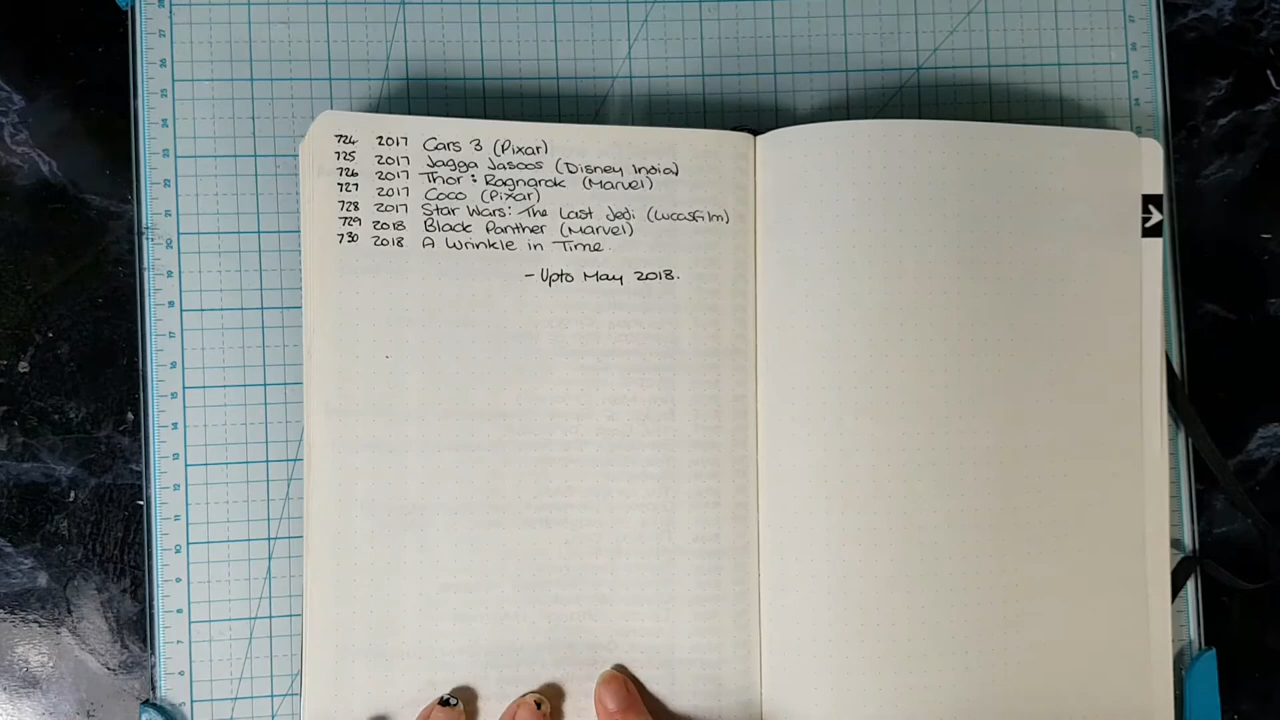 724 2017 Cars 3 (Pixar)
725 2017 Jagga Jasoos (Disney India)
726 2017 Thor: Ragnarok (Marvel)
727 2017 Coco (Pixar)
728 2017 Star Wars: The Last Jedi (Lucasfilm)
729 2018 Black Panther (Marvel)
730 2018 A Wrinkle in Time.
- Upto May 2018.